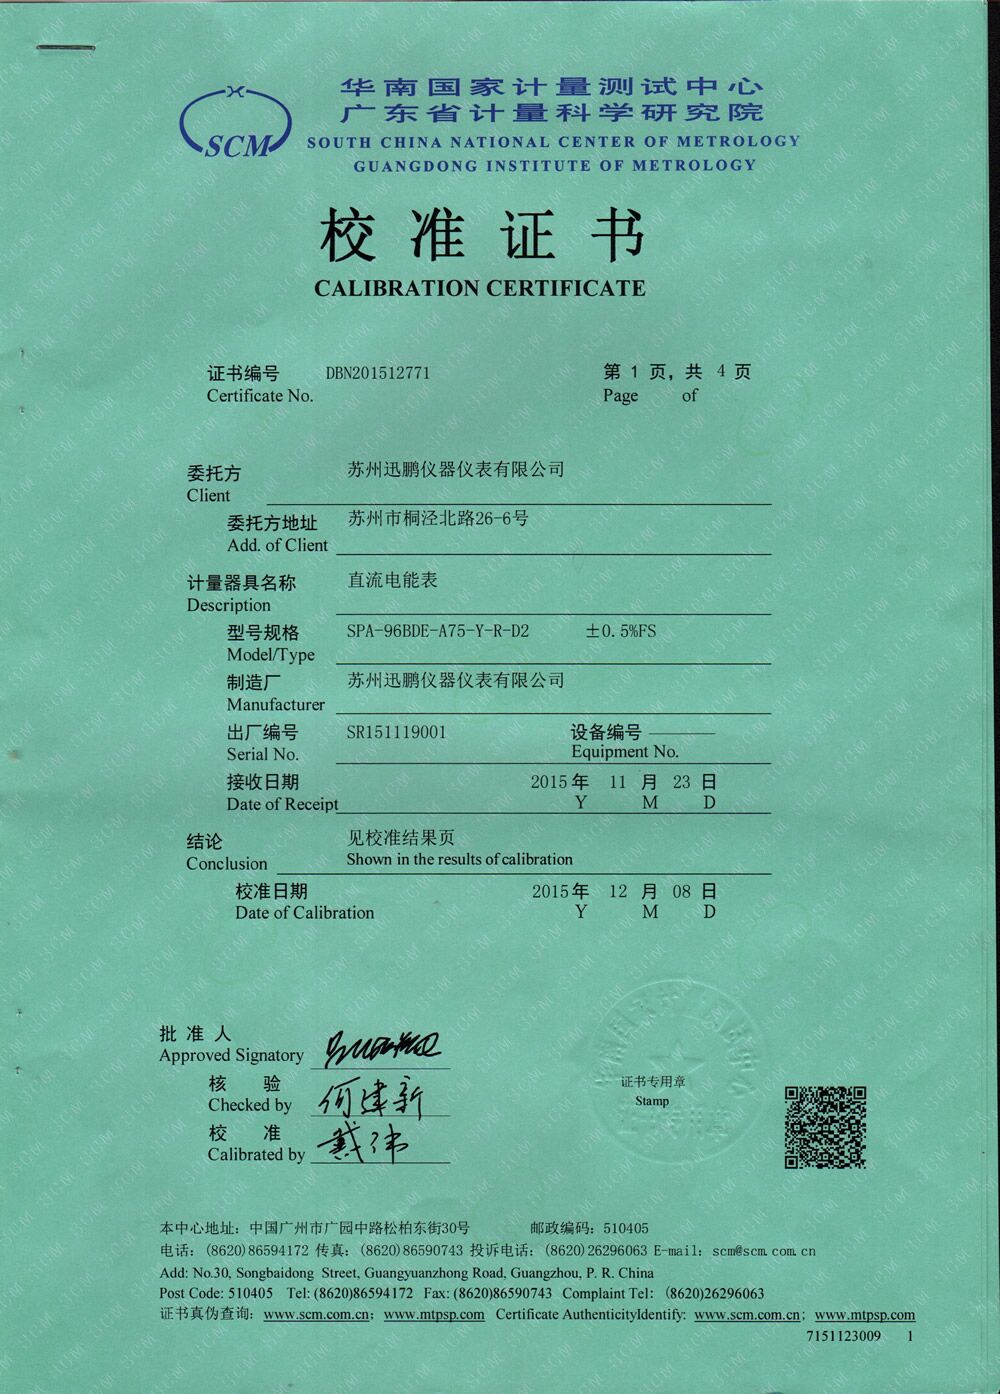 SCM
华南国家计量测试中心
广东省计量科学研究院
SOUTH CHINA NATIONAL CENTER OF METROLOGY
GUANGDONG INSTITUTE OF METROLOGY
校准证书
CALIBRATION CERTIFICATE
证书编号 DBN201512771 第 1 页，共 4 页
Certificate No. Page of
委托方 苏州迅鹏仪器仪表有限公司
Client
委托方地址 苏州市桐泾北路26-6号
Add. of Client
计量器具名称 直流电能表
Description
型号规格 SPA-96BDE-A75-Y-R-D2 ±0.5%FS
Model/Type
制造厂 苏州迅鹏仪器仪表有限公司
Manufacturer
出厂编号 SR151119001 设备编号 ————
Serial No. Equipment No.
接收日期 2015年 11 月 23 日
Date of Receipt Y M D
结论 见校准结果页
Conclusion Shown in the results of calibration
校准日期 2015年 12 月 08 日
Date of Calibration Y M D
批准人
Approved Signatory
核验 何建新
Checked by
校准 戴伟
Calibrated by
证书专用章
Stamp
本中心地址：中国广州市广园中路松柏东街30号 邮政编码：510405
电话：(8620)86594172 传真：(8620)86590743 投诉电话：(8620)26296063 E-mail：scm@scm.com.cn
Add: No.30, Songbaidong Street, Guangyuanzhong Road, Guangzhou, P. R. China
Post Code: 510405 Tel: (8620)86594172 Fax: (8620)86590743 Complaint Tel： (8620)26296063
证书真伪查询：www.scm.com.cn；www.mtpsp.com Certificate AuthenticityIdentify: www.scm.com.cn；www.mtpsp.com
7151123009 1